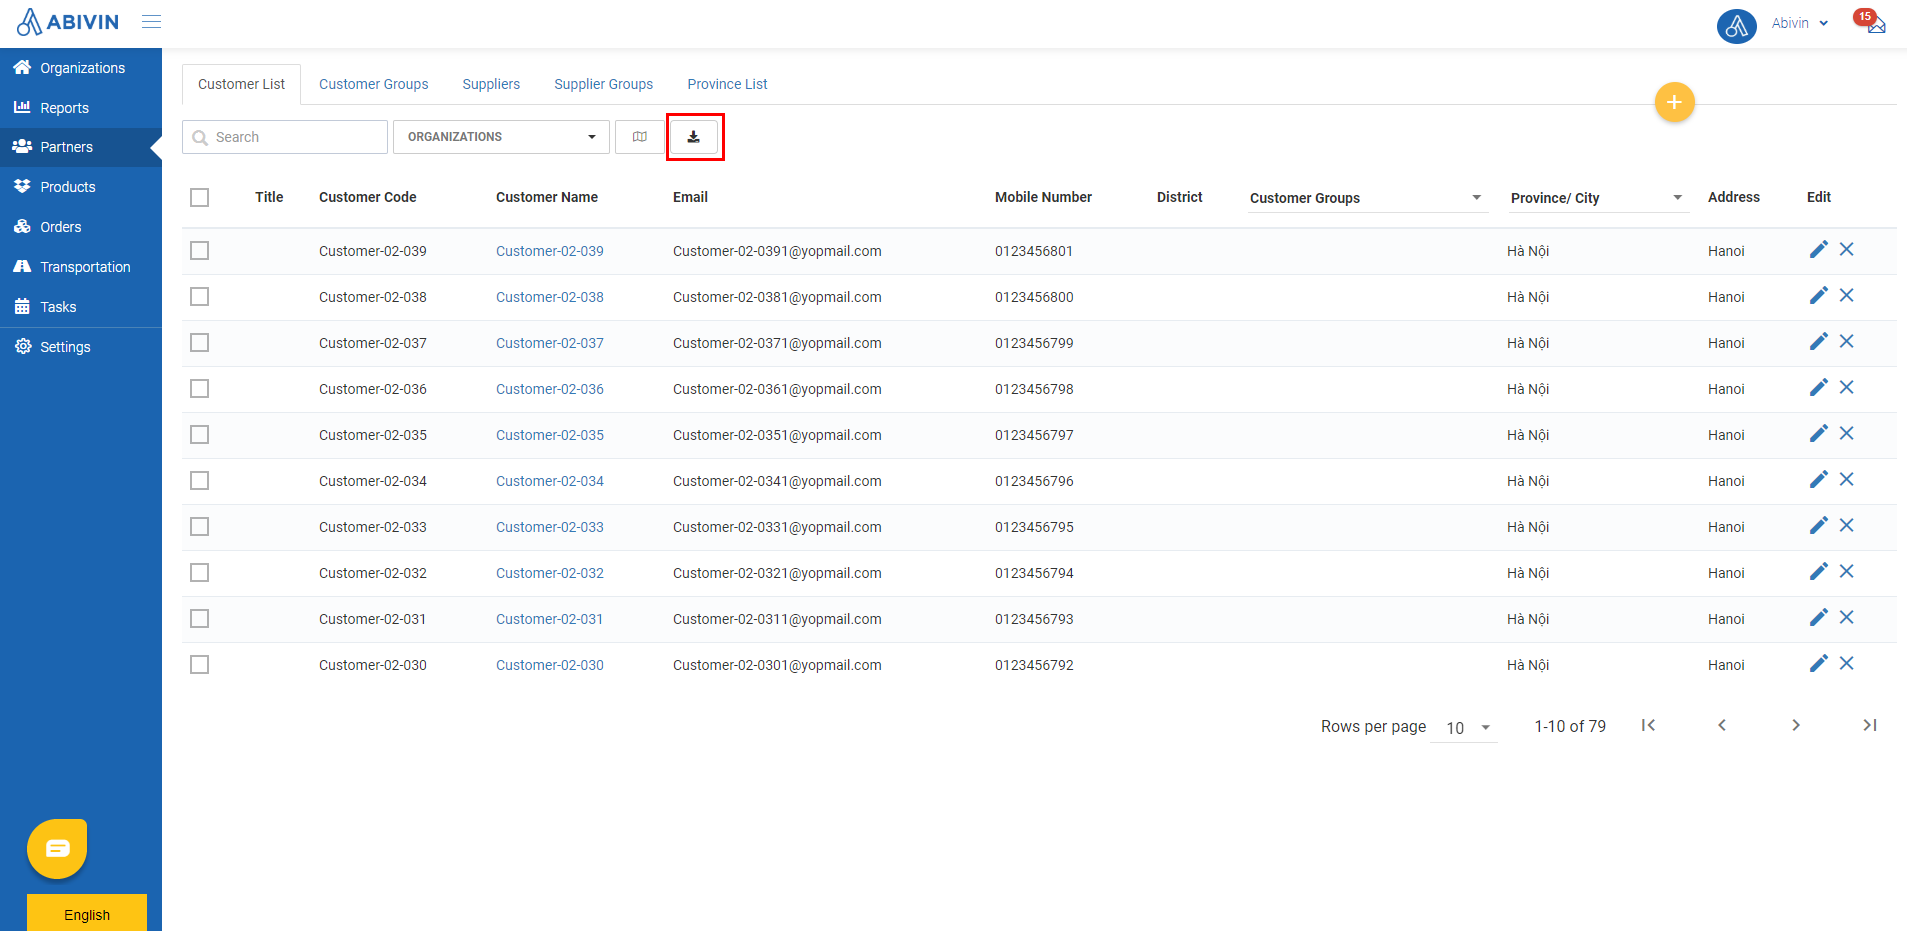 ABIVIN
Abivin
15
Organizations
Reports
Partners
Products
Orders
Transportation
Tasks
Settings
English
Customer List Customer Groups Suppliers Supplier Groups Province List
+
Search ORGANIZATIONS
Title Customer Code Customer Name Email Mobile Number District Customer Groups Province/ City Address Edit
Customer-02-039 Customer-02-039 Customer-02-0391@yopmail.com 0123456801 Hà Nội Hanoi
Customer-02-038 Customer-02-038 Customer-02-0381@yopmail.com 0123456800 Hà Nội Hanoi
Customer-02-037 Customer-02-037 Customer-02-0371@yopmail.com 0123456799 Hà Nội Hanoi
Customer-02-036 Customer-02-036 Customer-02-0361@yopmail.com 0123456798 Hà Nội Hanoi
Customer-02-035 Customer-02-035 Customer-02-0351@yopmail.com 0123456797 Hà Nội Hanoi
Customer-02-034 Customer-02-034 Customer-02-0341@yopmail.com 0123456796 Hà Nội Hanoi
Customer-02-033 Customer-02-033 Customer-02-0331@yopmail.com 0123456795 Hà Nội Hanoi
Customer-02-032 Customer-02-032 Customer-02-0321@yopmail.com 0123456794 Hà Nội Hanoi
Customer-02-031 Customer-02-031 Customer-02-0311@yopmail.com 0123456793 Hà Nội Hanoi
Customer-02-030 Customer-02-030 Customer-02-0301@yopmail.com 0123456792 Hà Nội Hanoi
Rows per page 10 1-10 of 79